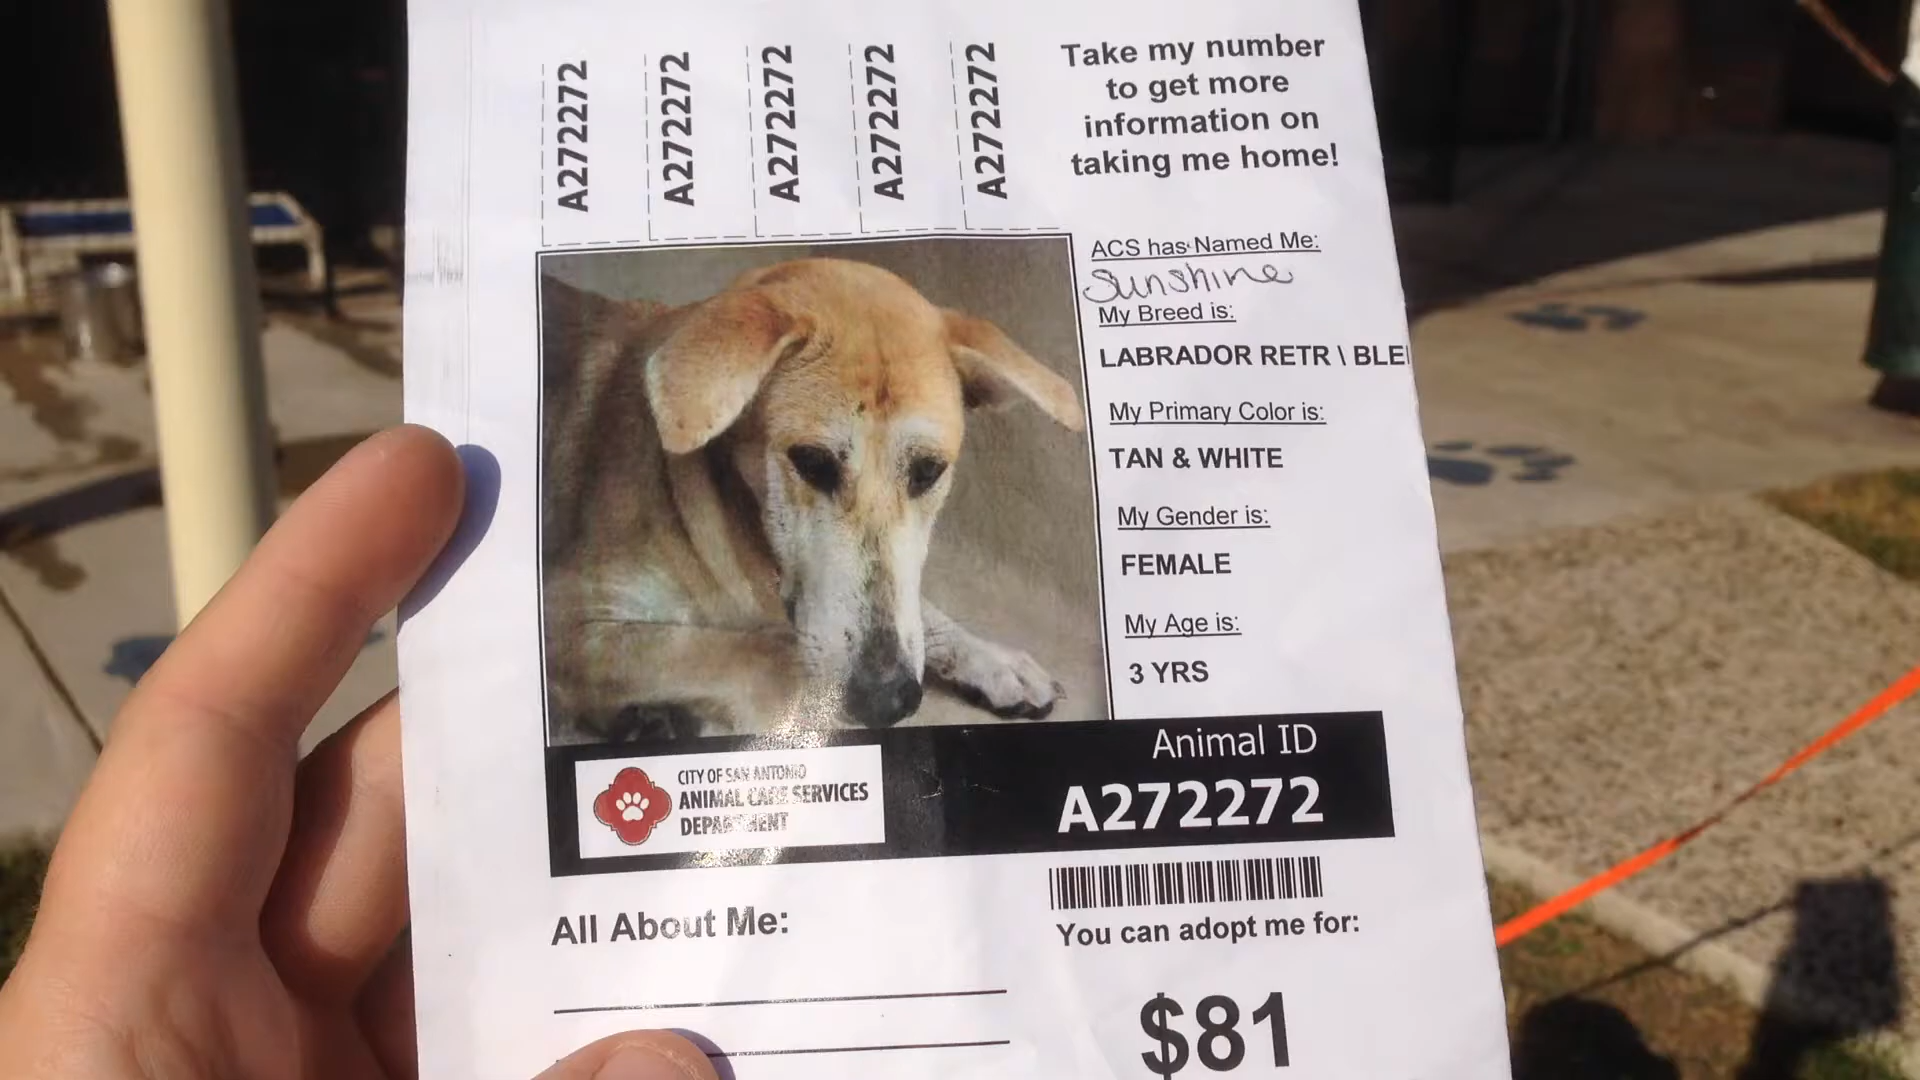 A272272
A272272
A272272
A272272
A272272
Take my number
to get more
information on
taking me home!
ACS has Named Me:
Sunshine
My Breed is:
LABRADOR RETR \ BLE
My Primary Color is:
TAN & WHITE
My Gender is:
FEMALE
My Age is:
3 YRS
Animal ID
A272272
CITY OF SAN ANTONIO
ANIMAL CARE SERVICES
DEPARTMENT
All About Me:
You can adopt me for:
$81